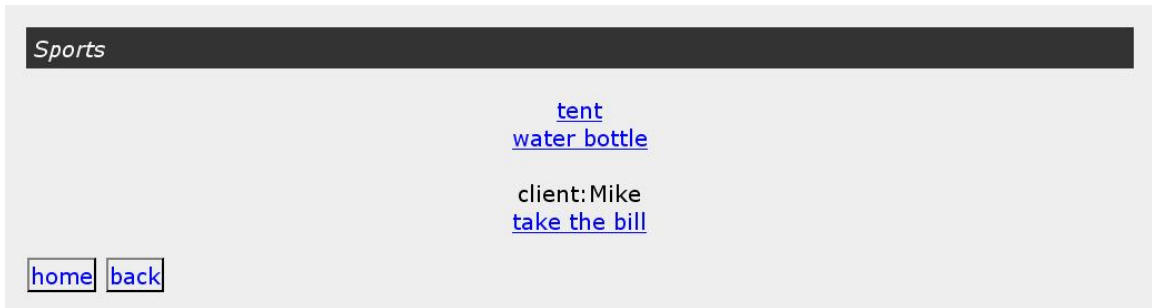 Sports
tent
water bottle
client:Mike
take the bill
home back